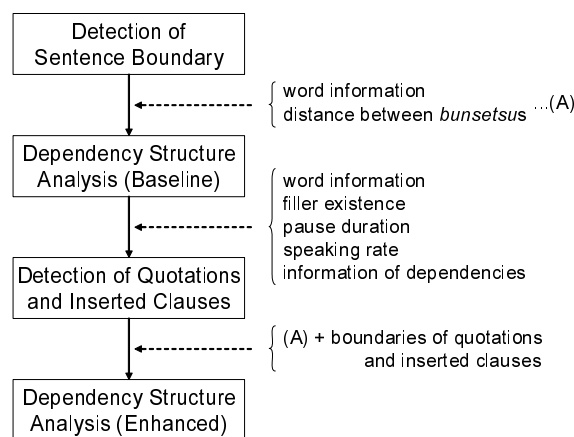 Detection of
Sentence Boundary
word information
distance between bunsetsus ...(A)
Dependency Structure
Analysis (Baseline)
word information
filler existence
pause duration
speaking rate
information of dependencies
Detection of Quotations
and Inserted Clauses
(A) + boundaries of quotations
and inserted clauses
Dependency Structure
Analysis (Enhanced)